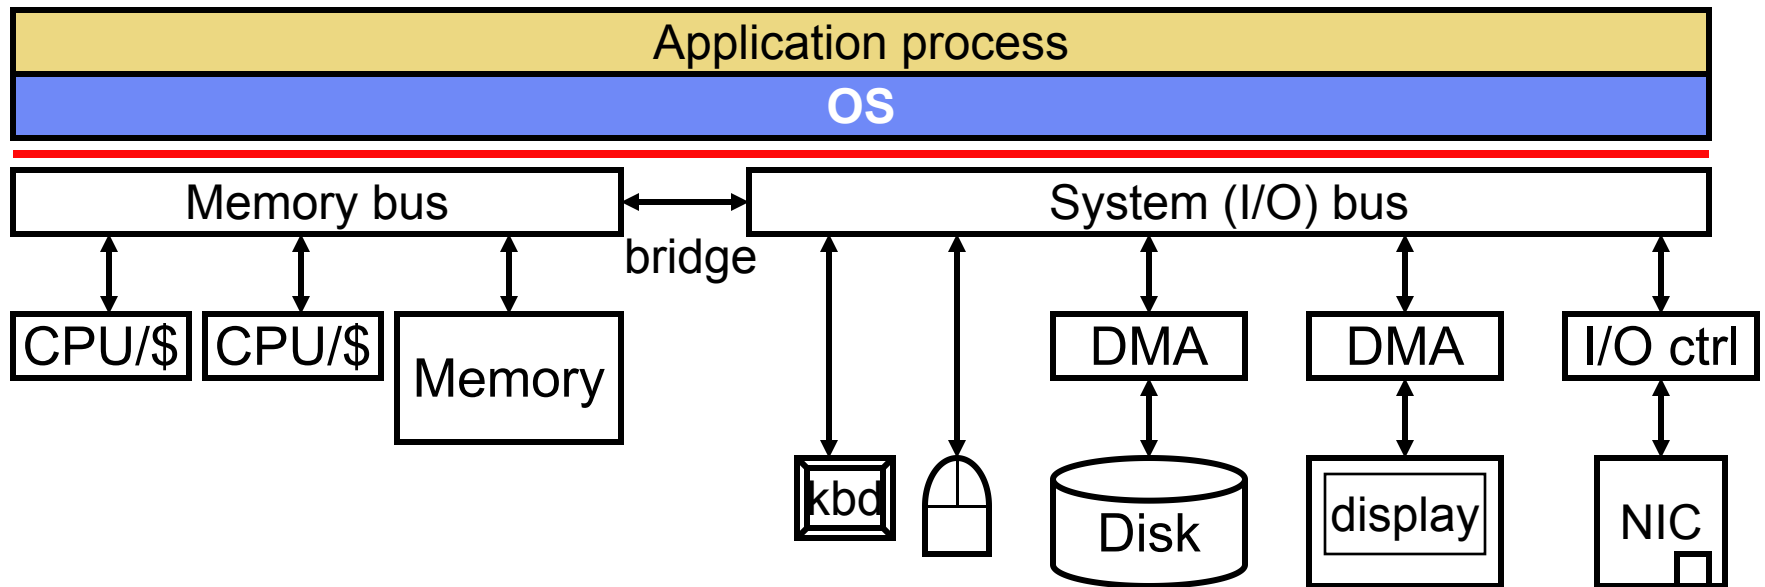 Application process
OS
Memory bus
System (I/O) bus
bridge
CPU/$
CPU/$
Memory
DMA
DMA
I/O ctrl
kbd
Disk
display
NIC